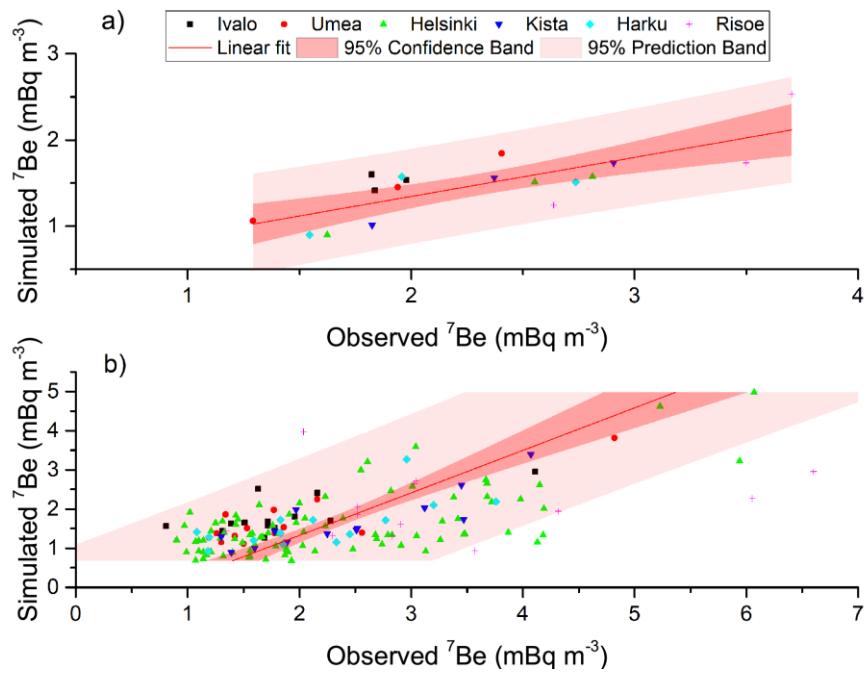 a)
Ivalo Umea Helsinki Kista Harku Risoe
Linear fit 95% Confidence Band 95% Prediction Band
3
2
1
Simulated ⁷Be (mBq m⁻³)
1 2 3 4
Observed ⁷Be (mBq m⁻³)
b)
5
4
3
2
1
0
Simulated ⁷Be (mBq m⁻³)
0 1 2 3 4 5 6 7
Observed ⁷Be (mBq m⁻³)